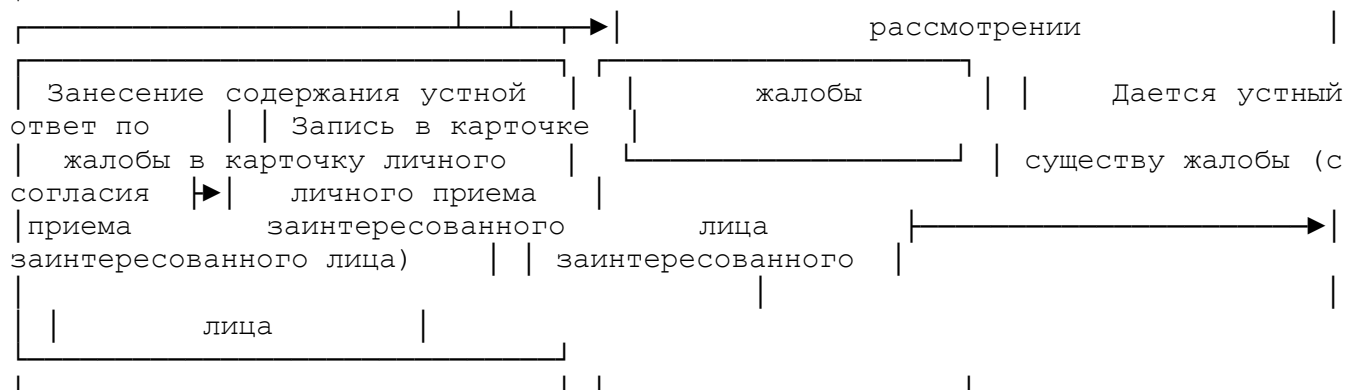 рассмотрении
Занесение содержания устной жалобы Дается устный
ответ по Запись в карточке
жалобы в карточку личного существу жалобы (с
согласия личного приема
приема заинтересованного лица
заинтересованного лица) заинтересованного
лица